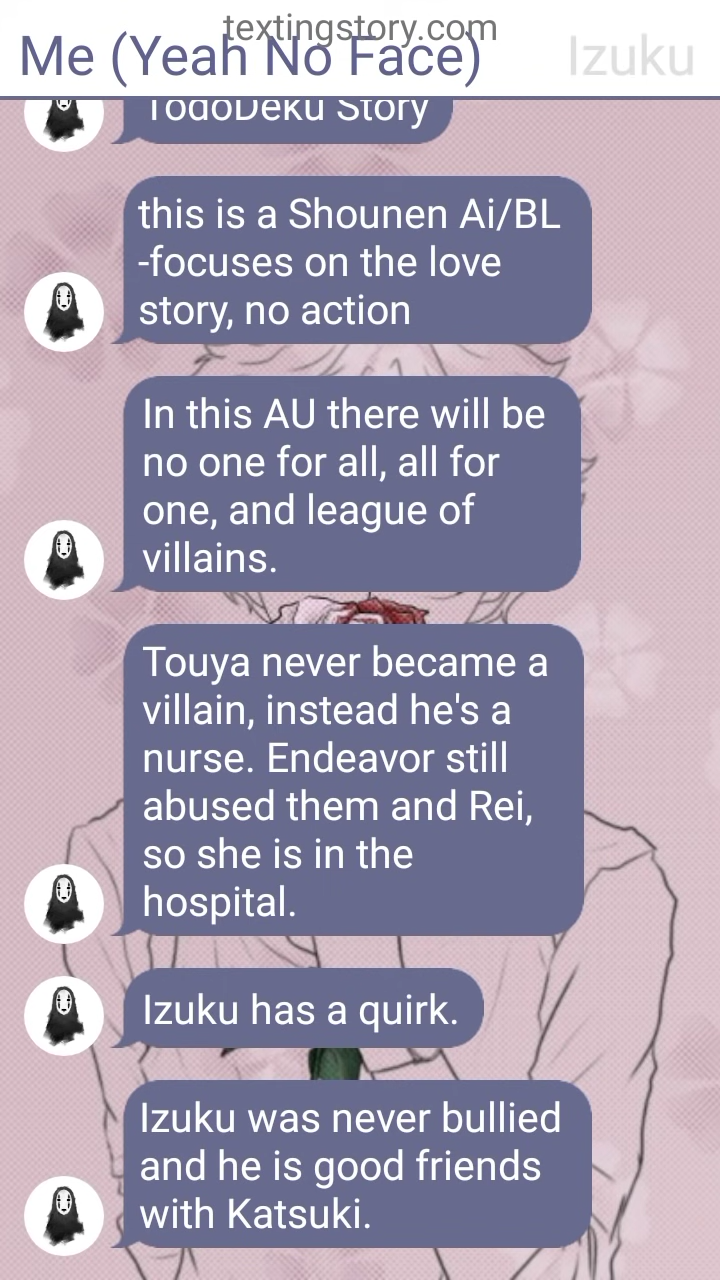 textingstory.com
Me (Yeah No Face)
Izuku
TodoDeku Story
this is a Shounen Ai/BL
-focuses on the love
story, no action
In this AU there will be
no one for all, all for
one, and league of
villains.
Touya never became a
villain, instead he's a
nurse. Endeavor still
abused them and Rei,
so she is in the
hospital.
Izuku has a quirk.
Izuku was never bullied
and he is good friends
with Katsuki.